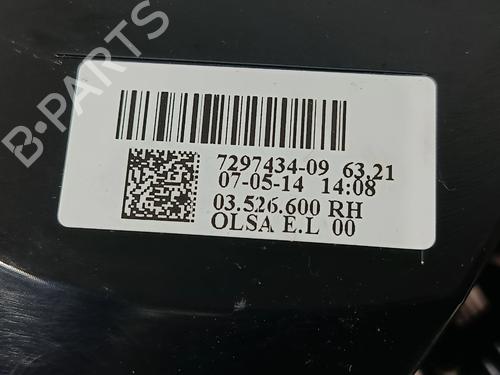 B-PARTS
7297434-09 63.21
07-05-14 14:08
03.526.600 RH
OLSA E.L 00